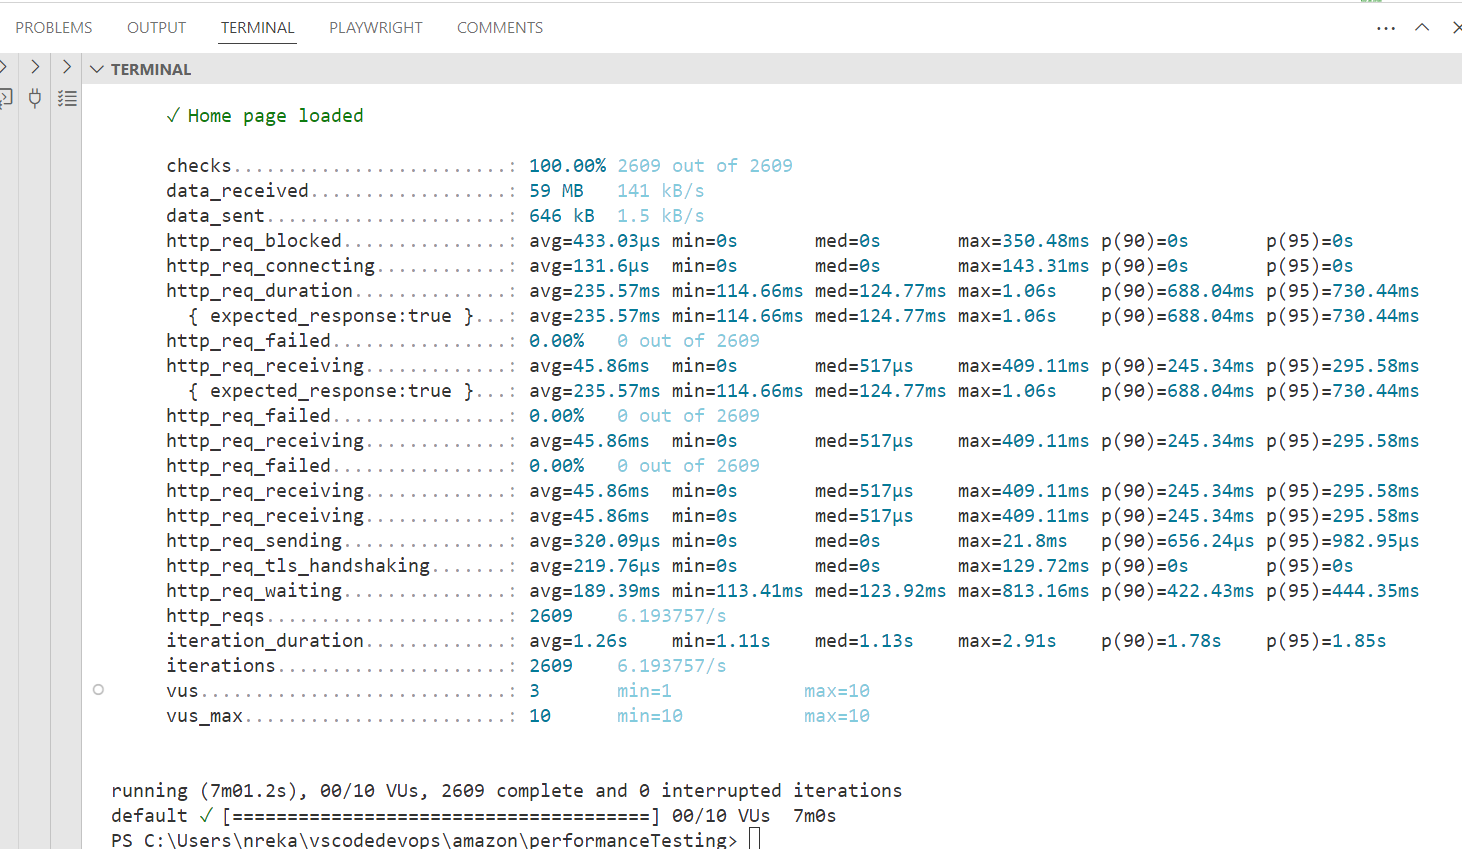 PROBLEMS OUTPUT TERMINAL PLAYWRIGHT COMMENTS
TERMINAL
✓ Home page loaded
checks.........................: 100.00% 2609 out of 2609
data_received..................: 59 MB 141 kB/s
data_sent......................: 646 kB 1.5 kB/s
http_req_blocked...............: avg=433.03µs min=0s med=0s max=350.48ms p(90)=0s p(95)=0s
http_req_connecting............: avg=131.6µs min=0s med=0s max=143.31ms p(90)=0s p(95)=0s
http_req_duration..............: avg=235.57ms min=114.66ms med=124.77ms max=1.06s p(90)=688.04ms p(95)=730.44ms
{ expected_response:true }...: avg=235.57ms min=114.66ms med=124.77ms max=1.06s p(90)=688.04ms p(95)=730.44ms
http_req_failed................: 0.00% 0 out of 2609
http_req_receiving.............: avg=45.86ms min=0s med=517µs max=409.11ms p(90)=245.34ms p(95)=295.58ms
{ expected_response:true }...: avg=235.57ms min=114.66ms med=124.77ms max=1.06s p(90)=688.04ms p(95)=730.44ms
http_req_failed................: 0.00% 0 out of 2609
http_req_receiving.............: avg=45.86ms min=0s med=517µs max=409.11ms p(90)=245.34ms p(95)=295.58ms
http_req_failed................: 0.00% 0 out of 2609
http_req_receiving.............: avg=45.86ms min=0s med=517µs max=409.11ms p(90)=245.34ms p(95)=295.58ms
http_req_receiving.............: avg=45.86ms min=0s med=517µs max=409.11ms p(90)=245.34ms p(95)=295.58ms
http_req_sending...............: avg=320.09µs min=0s med=0s max=21.8ms p(90)=656.24µs p(95)=982.95µs
http_req_tls_handshaking.......: avg=219.76µs min=0s med=0s max=129.72ms p(90)=0s p(95)=0s
http_req_waiting...............: avg=189.39ms min=113.41ms med=123.92ms max=813.16ms p(90)=422.43ms p(95)=444.35ms
http_reqs......................: 2609 6.193757/s
iteration_duration.............: avg=1.26s min=1.11s med=1.13s max=2.91s p(90)=1.78s p(95)=1.85s
iterations.....................: 2609 6.193757/s
vus............................: 3 min=1 max=10
vus_max........................: 10 min=10 max=10
running (7m01.2s), 00/10 VUs, 2609 complete and 0 interrupted iterations
default ✓ [======================================] 00/10 VUs 7m0s
PS C:\Users\nreka\vscodedevops\amazon\performanceTesting>